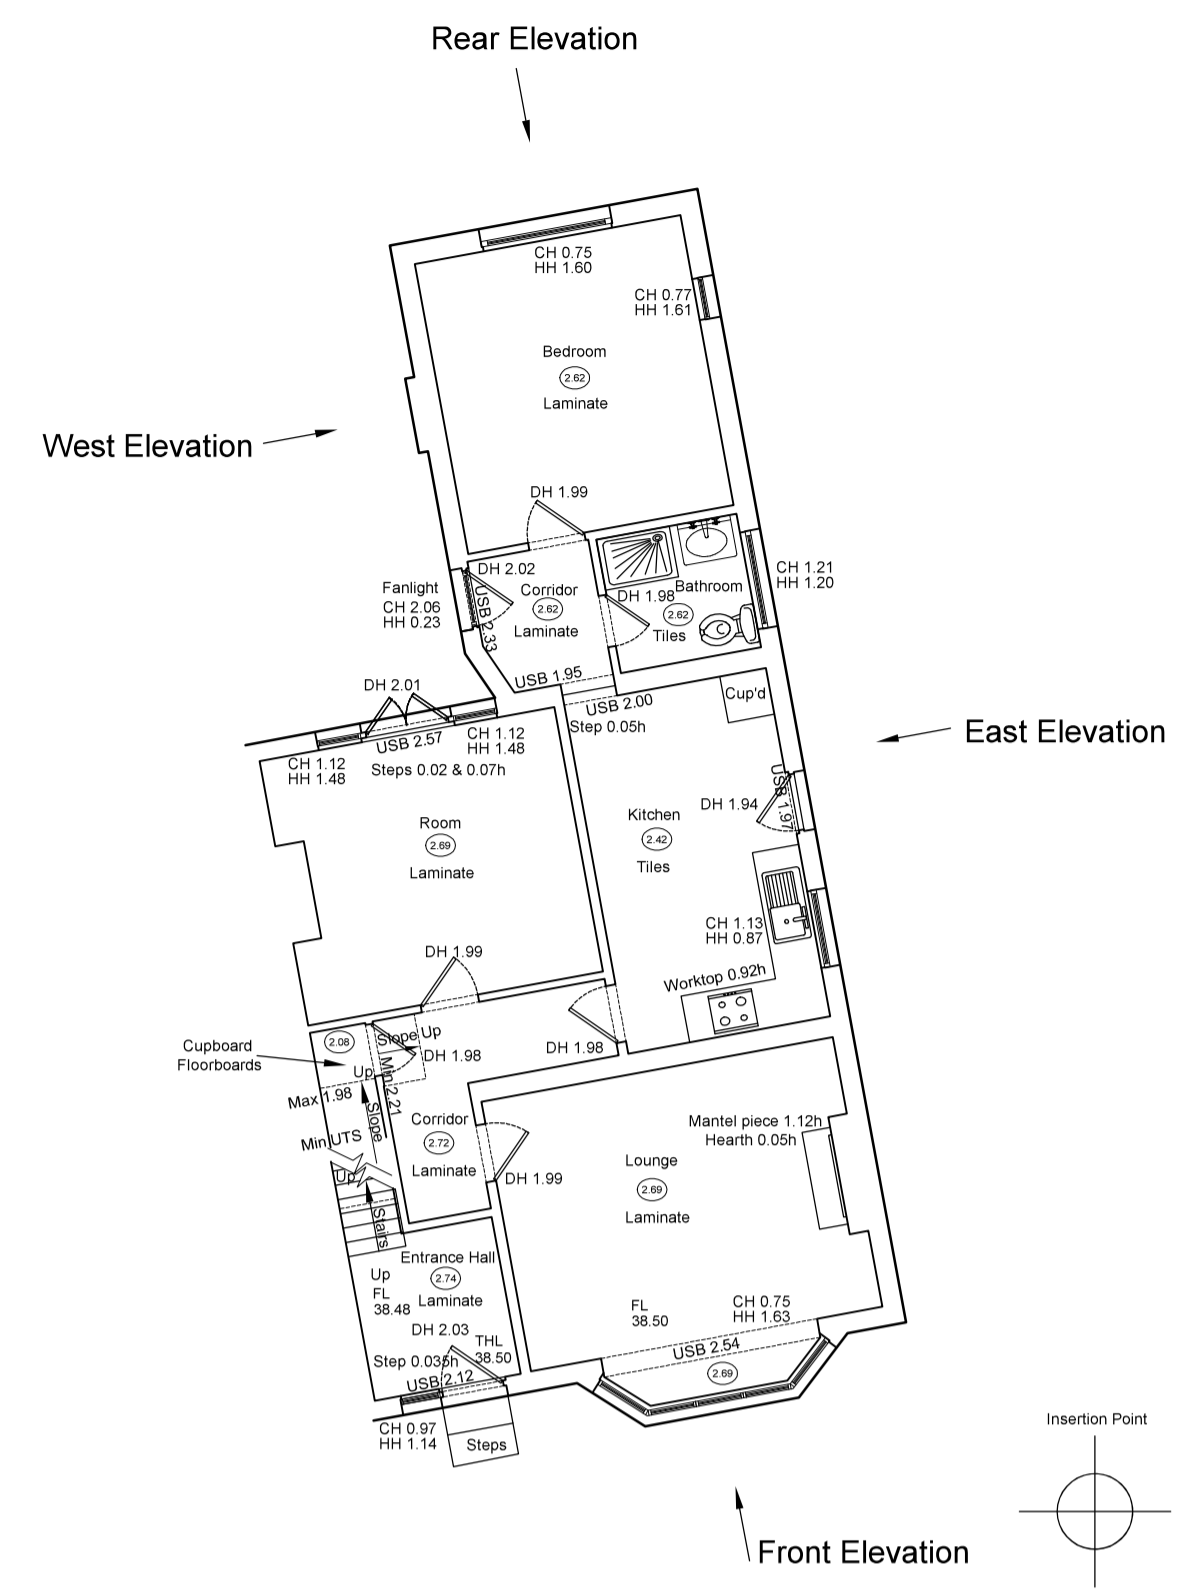 Rear Elevation
CH 0.75
HH 1.60
CH 0.77
HH 1.61
Bedroom
2.62
Laminate
West Elevation
DH 1.99
DH 2.02
Fanlight
CH 2.06
HH 0.23
USB 2.33
Corridor
2.62
Laminate
DH 1.98
Bathroom
2.62
Tiles
CH 1.21
HH 1.20
USB 1.95
DH 2.01
USB 2.00
Step 0.05h
Cup'd
USB 2.57
CH 1.12
HH 1.48
CH 1.12
HH 1.48
Steps 0.02 & 0.07h
East Elevation
USB 1.97
DH 1.94
Room
2.69
Laminate
Kitchen
2.42
Tiles
CH 1.13
HH 0.87
DH 1.99
Worktop 0.92h
Cupboard
Floorboards
2.08
Slope Up
DH 1.98
DH 1.98
Up
Min 2.21
Max 1.98
Slope
Min UTS
Corridor
2.72
Laminate
Mantel piece 1.12h
Hearth 0.05h
Up
DH 1.99
Lounge
2.69
Laminate
Stairs
Entrance Hall
2.74
Laminate
Up
FL
38.48
FL
38.50
CH 0.75
HH 1.63
DH 2.03
THL
38.50
Step 0.035h
USB 2.12
USB 2.54
2.69
CH 0.97
HH 1.14
Steps
Insertion Point
Front Elevation